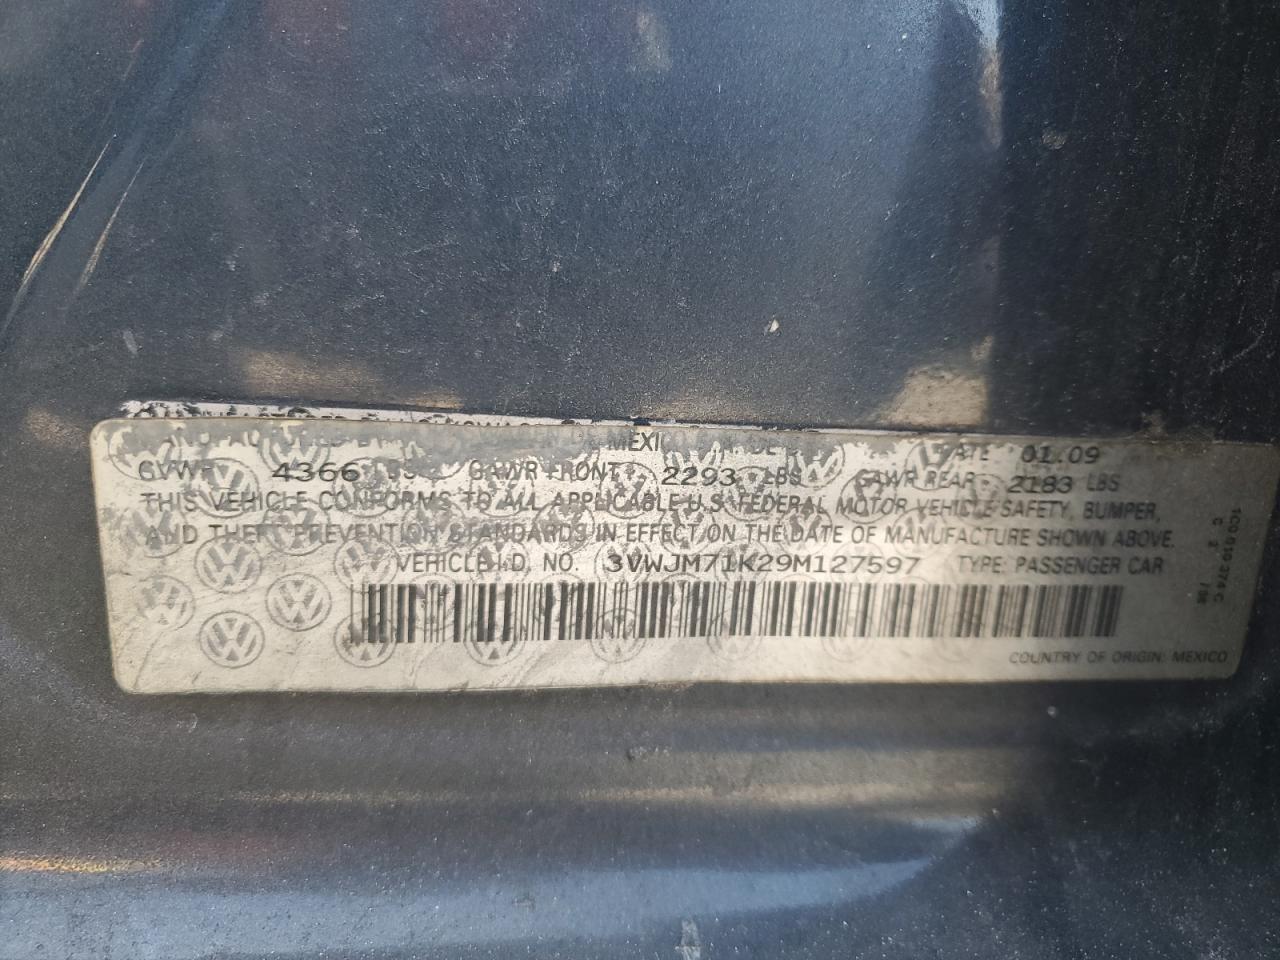 MEXICO
DATE 01.09
GVWR 4366 LBS GAWR FRONT 2293 LBS GAWR REAR 2183 LBS
THIS VEHICLE CONFORMS TO ALL APPLICABLE U.S. FEDERAL MOTOR VEHICLE SAFETY, BUMPER,
AND THEFT PREVENTION STANDARDS IN EFFECT ON THE DATE OF MANUFACTURE SHOWN ABOVE.
VEHICLE I.D. NO. 3VWJM71K29M127597 TYPE: PASSENGER CAR
COUNTRY OF ORIGIN: MEXICO